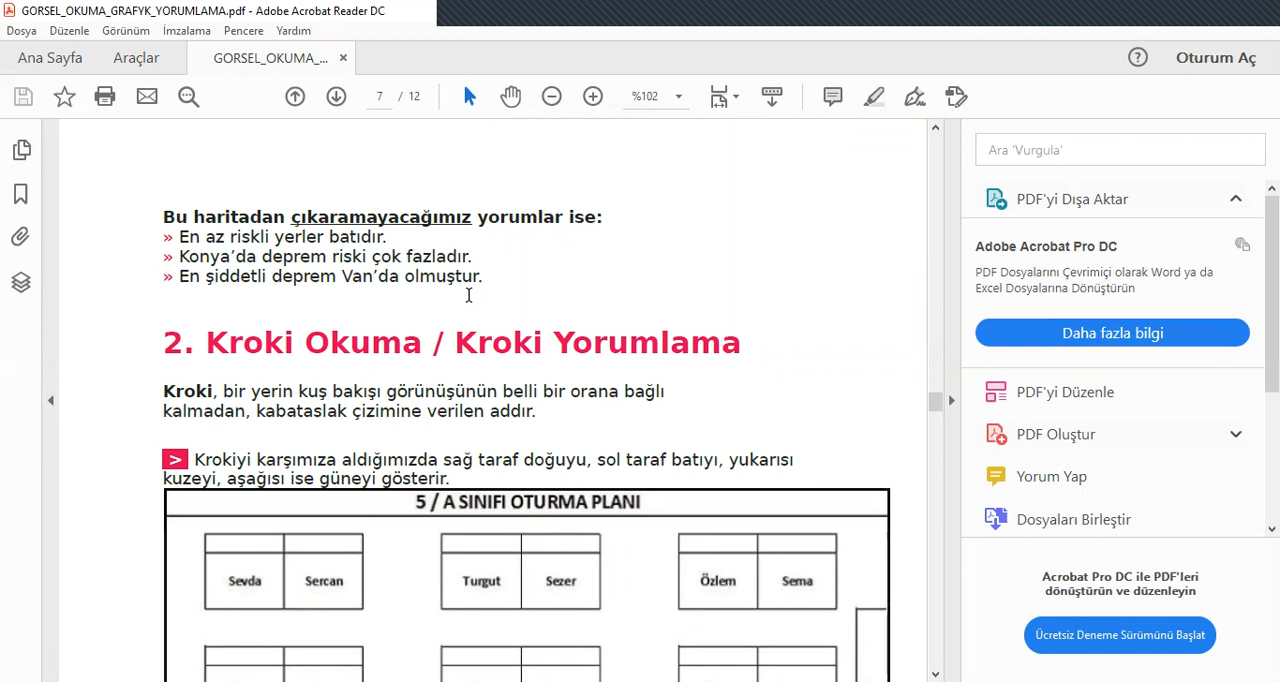 GORSEL_OKUMA_GRAFYK_YORUMLAMA.pdf - Adobe Acrobat Reader DC
Dosya Düzenle Görünüm İmzalama Pencere Yardım
Ana Sayfa Araçlar GORSEL_OKUMA_... × Oturum Aç
7 / 12 %102
Ara 'Vurgula'
PDF'yi Dışa Aktar
Adobe Acrobat Pro DC
PDF Dosyalarını Çevrimiçi olarak Word ya da
Excel Dosyalarına Dönüştürün
Daha fazla bilgi
PDF'yi Düzenle
PDF Oluştur
Yorum Yap
Dosyaları Birleştir
Acrobat Pro DC ile PDF'leri
dönüştürün ve düzenleyin
Ücretsiz Deneme Sürümünü Başlat
Bu haritadan çıkaramayacağımız yorumlar ise:
» En az riskli yerler batıdır.
» Konya’da deprem riski çok fazladır.
» En şiddetli deprem Van’da olmuştur.
2. Kroki Okuma / Kroki Yorumlama
Kroki, bir yerin kuş bakışı görünüşünün belli bir orana bağlı
kalmadan, kabataslak çizimine verilen addır.
> Krokiyi karşımıza aldığımızda sağ taraf doğuyu, sol taraf batıyı, yukarısı
kuzeyi, aşağısı ise güneyi gösterir.
5 / A SINIFI OTURMA PLANI
Sevda Sercan Turgut Sezer Özlem Sema